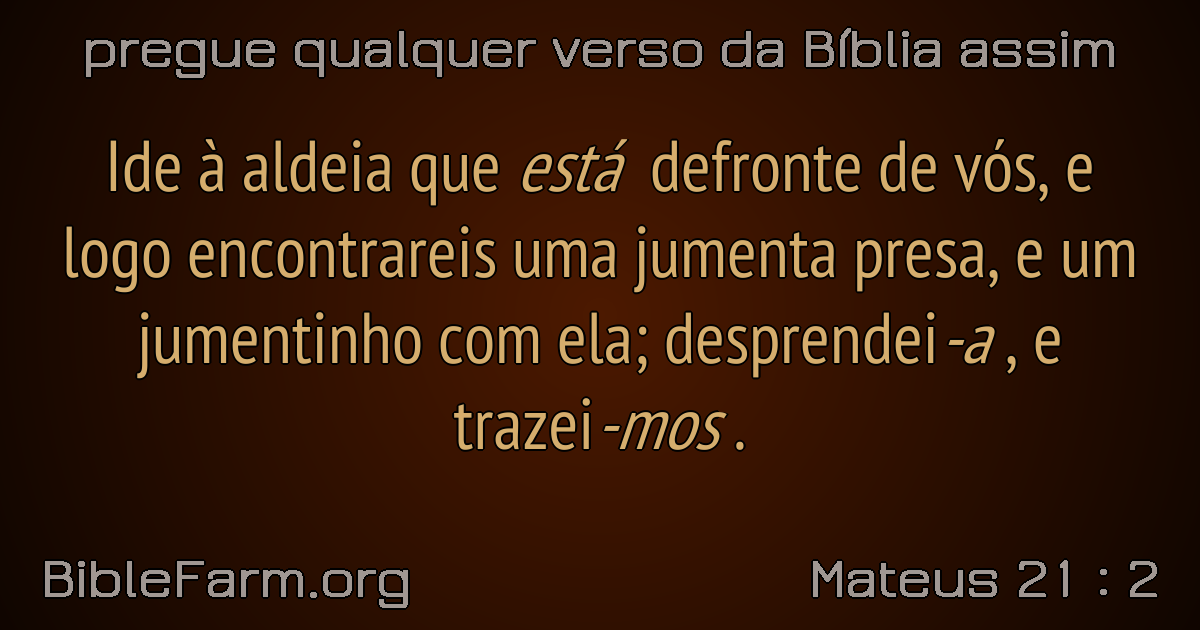 pregue qualquer verso da Bíblia assim
Ide à aldeia que está defronte de vós, e
logo encontrareis uma jumenta presa, e um
jumentinho com ela; desprendei-a , e
trazei-mos .
BibleFarm.org
Mateus 21 : 2